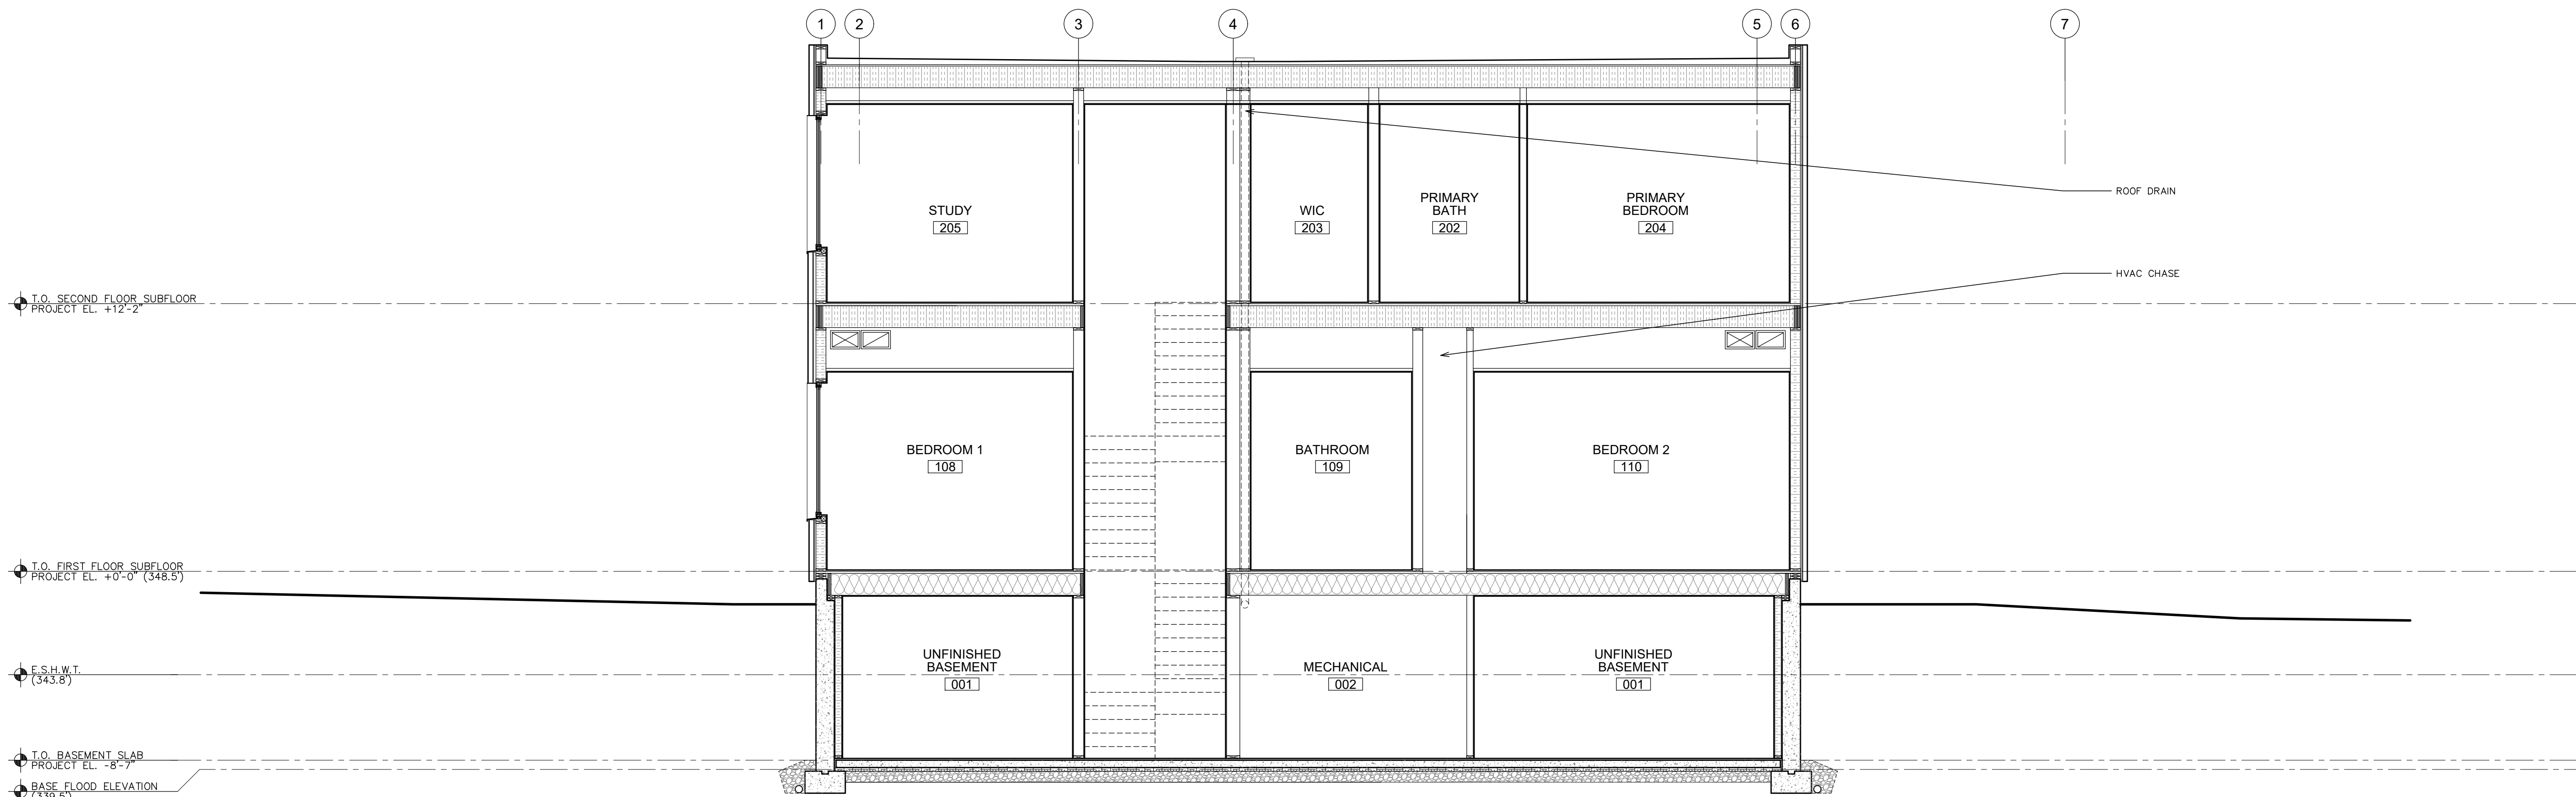 1 2 3 4 5 6 7
ROOF DRAIN
STUDY
205
WIC
203
PRIMARY
BATH
202
PRIMARY
BEDROOM
204
HVAC CHASE
T.O. SECOND FLOOR SUBFLOOR
PROJECT EL. +12'-2"
BEDROOM 1
108
BATHROOM
109
BEDROOM 2
110
T.O. FIRST FLOOR SUBFLOOR
PROJECT EL. +0'-0" (348.5')
UNFINISHED
BASEMENT
001
MECHANICAL
002
UNFINISHED
BASEMENT
001
E.S.H.W.T.
(343.8')
T.O. BASEMENT SLAB
PROJECT EL. -8'-7"
BASE FLOOD ELEVATION
(339.5')